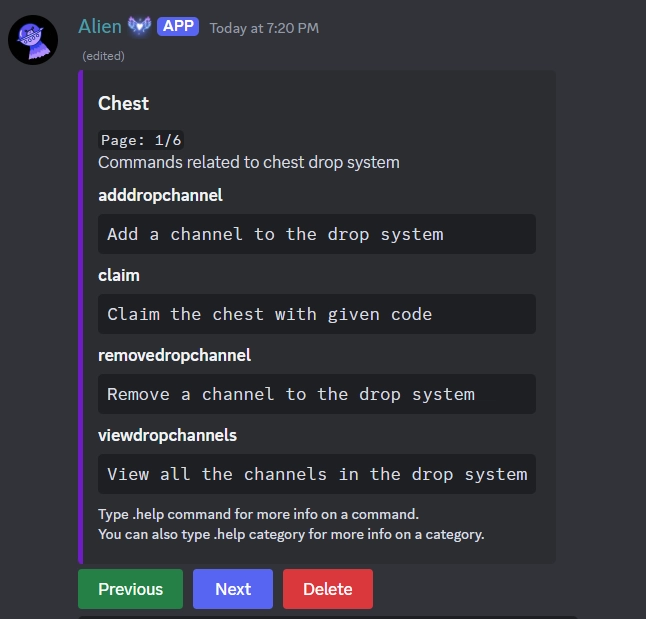 Alien APP Today at 7:20 PM
(edited)
Chest
Page: 1/6
Commands related to chest drop system
adddropchannel
Add a channel to the drop system
claim
Claim the chest with given code
removedropchannel
Remove a channel to the drop system
viewdropchannels
View all the channels in the drop system
Type .help command for more info on a command.
You can also type .help category for more info on a category.
Previous Next Delete